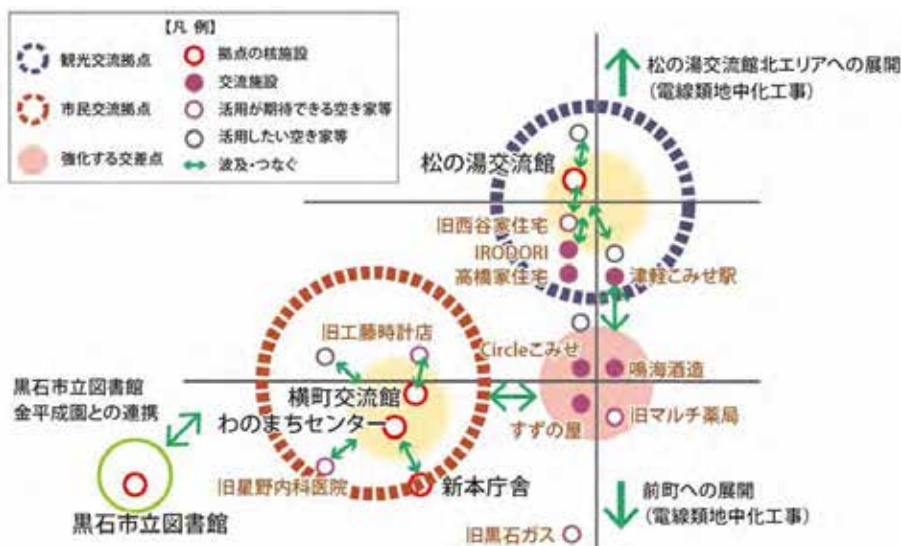 【凡 例】
観光交流拠点
市民交流拠点
強化する交差点
拠点の核施設
交流施設
活用が期待できる空き家等
活用したい空き家等
波及・つなぐ
松の湯交流館北エリアへの展開
(電線類地中化工事)
松の湯交流館
旧西谷家住宅
IRODORI
高橋家住宅
津軽こみせ駅
旧工藤時計店
Circleこみせ
鳴海酒造
黒石市立図書館
金平成園との連携
横町交流館
わのまちセンター
すずの屋
旧マルチ薬局
旧星野内科医院
新本庁舎
前町への展開
(電線類地中化工事)
黒石市立図書館
旧黒石ガス